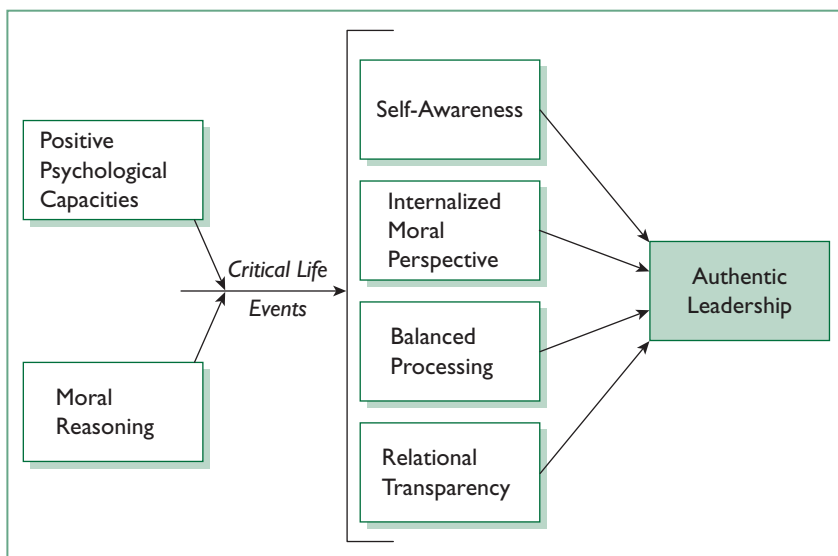 Positive
Psychological
Capacities
Moral
Reasoning
Critical Life
Events
Self-Awareness
Internalized
Moral
Perspective
Balanced
Processing
Relational
Transparency
Authentic
Leadership